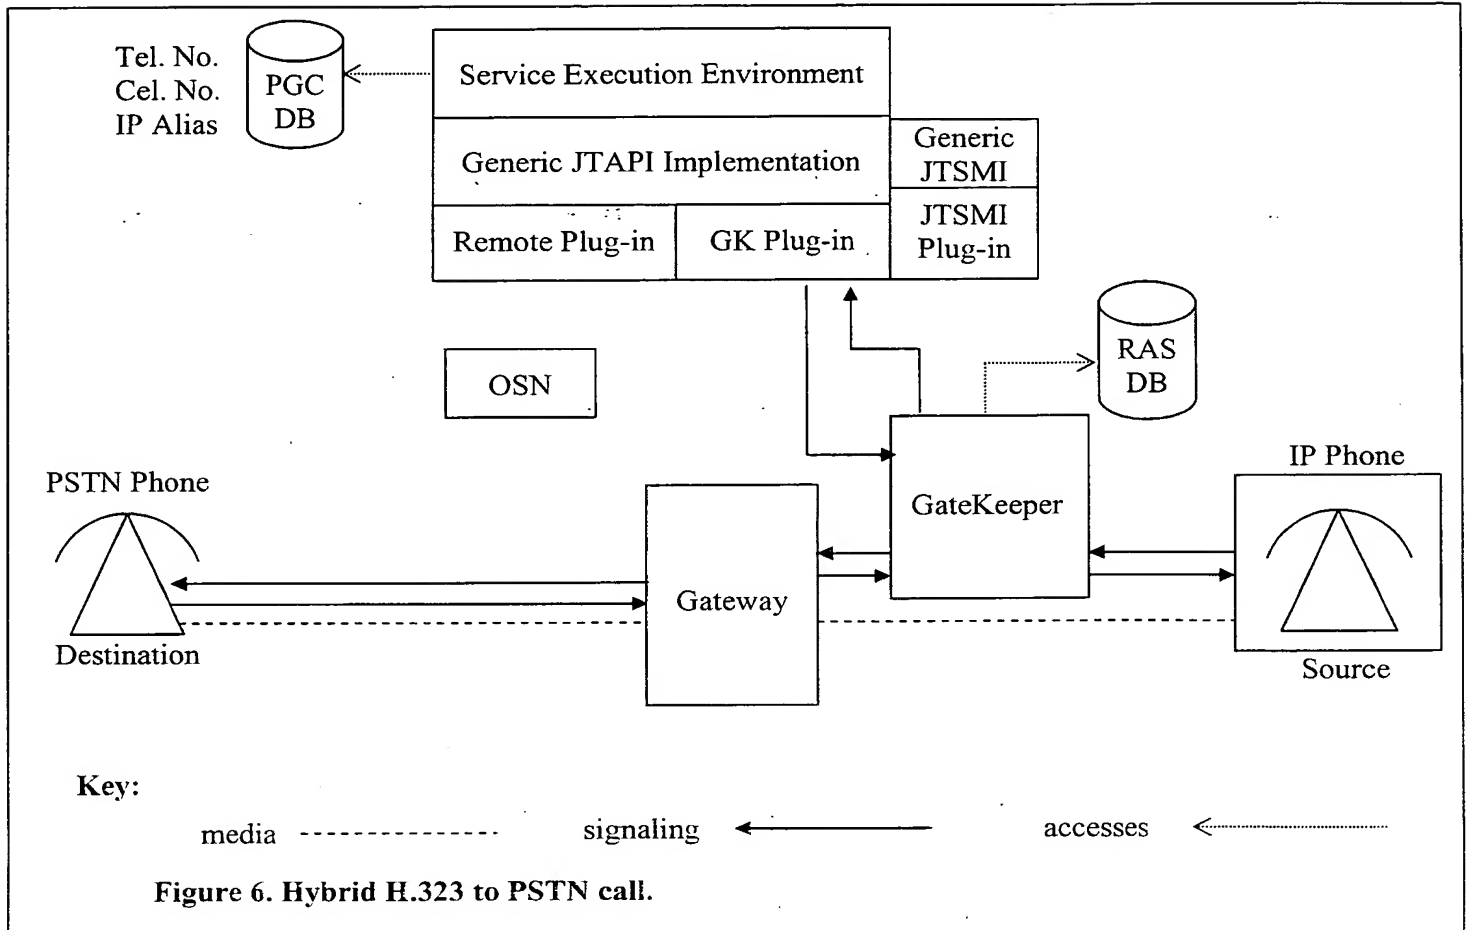 Tel. No.
Cel. No.
IP Alias
PGC
DB
Service Execution Environment
Generic JTAPI Implementation
Generic
JTSMI
Remote Plug-in
GK Plug-in
JTSMI
Plug-in
OSN
RAS
DB
PSTN Phone
IP Phone
GateKeeper
Gateway
Destination
Source
Key:
media
signaling
accesses
Figure 6. Hybrid H.323 to PSTN call.